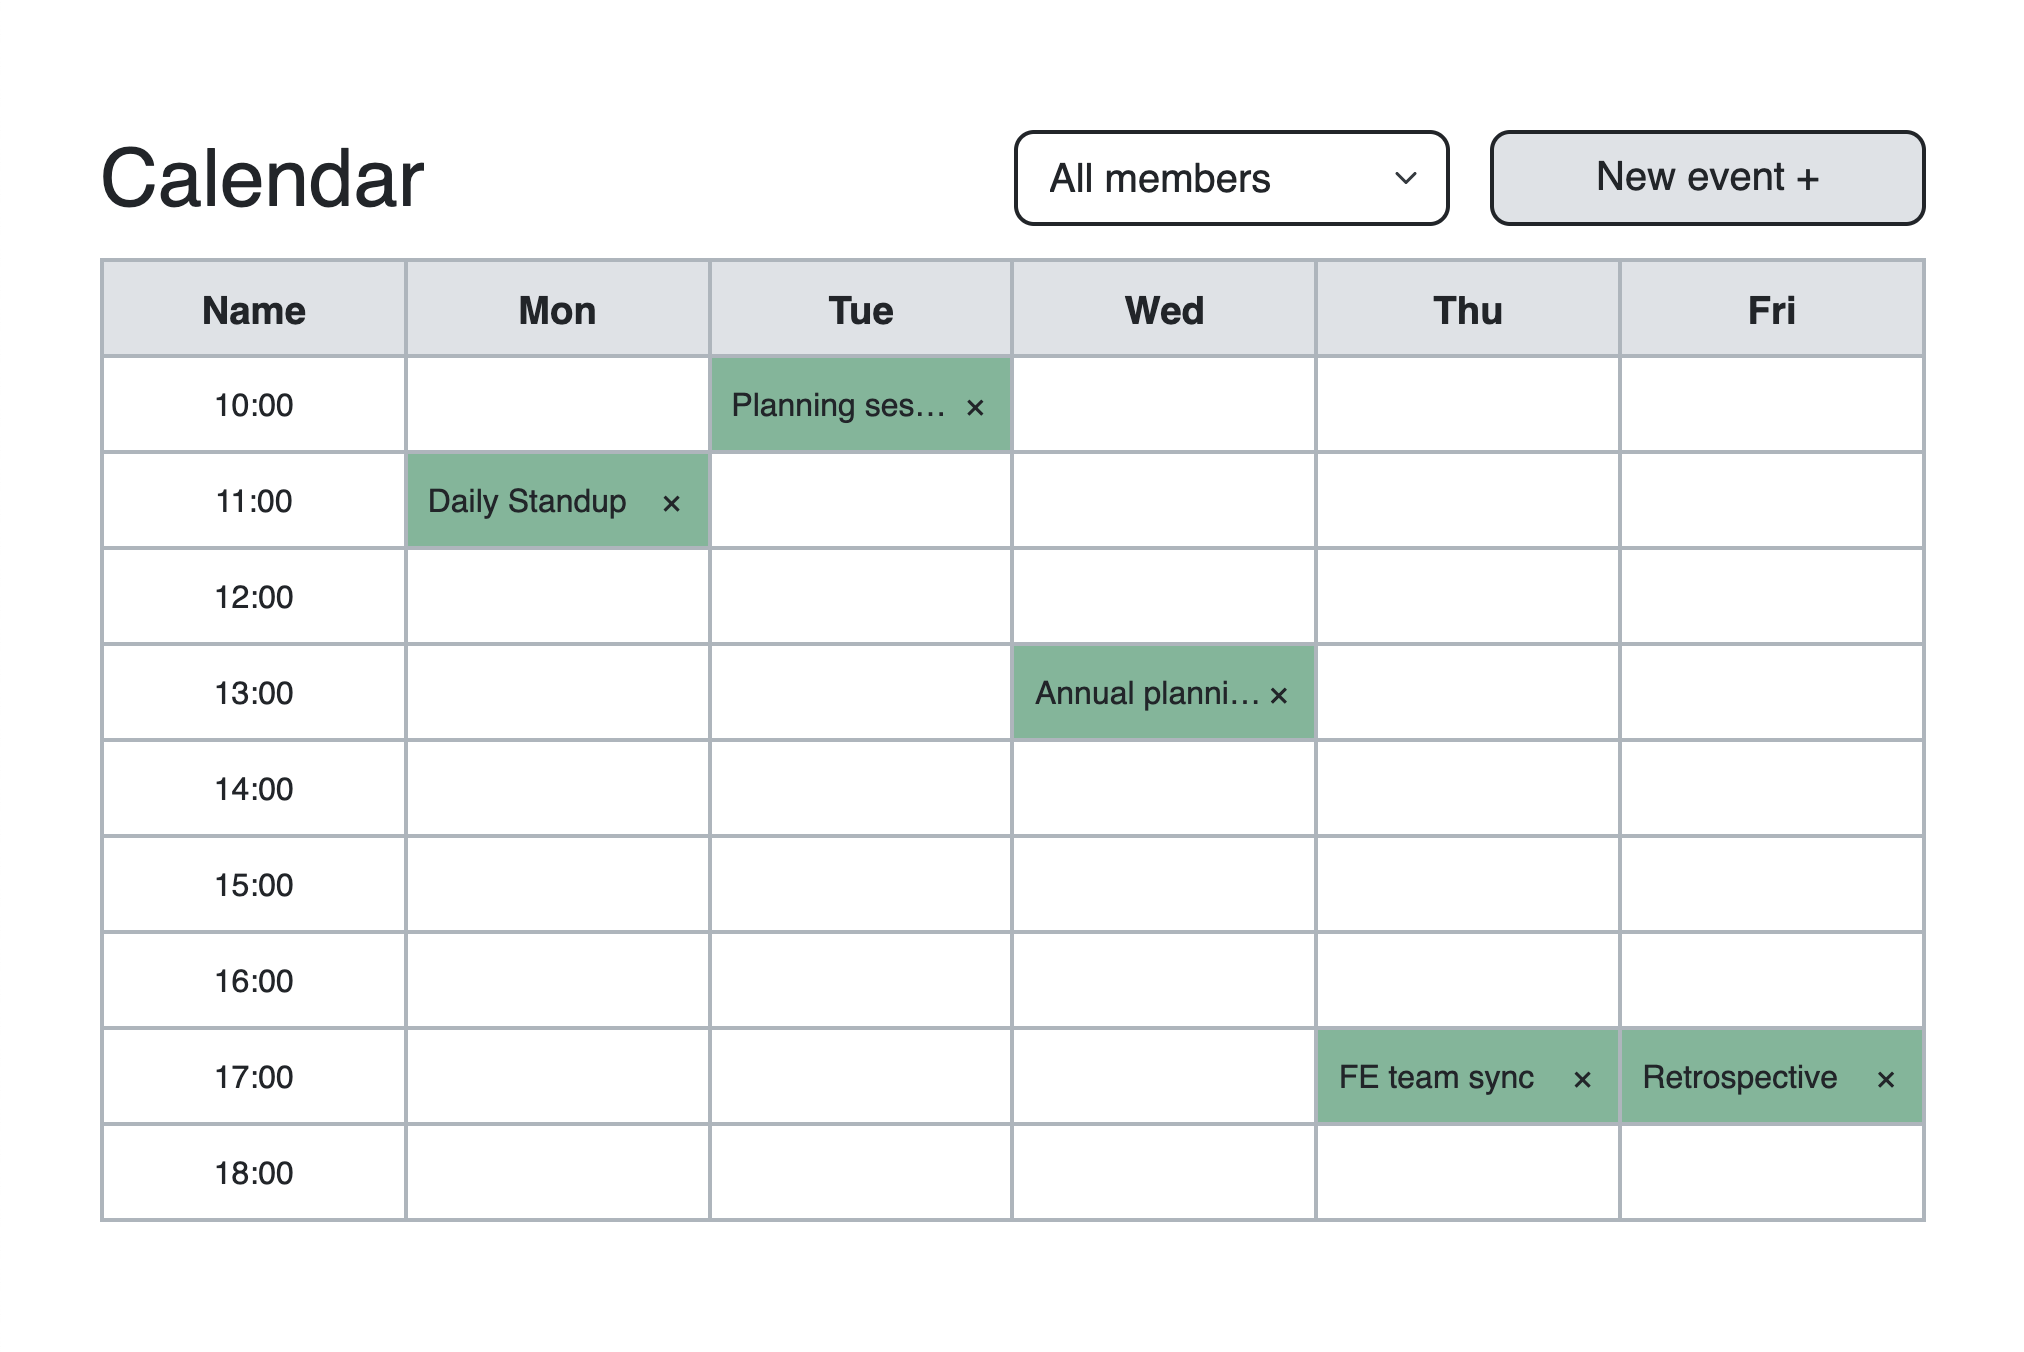 Calendar
All members
New event +
Name Mon Tue Wed Thu Fri
10:00 Planning ses... ×
11:00 Daily Standup ×
12:00
13:00 Annual planni... ×
14:00
15:00
16:00
17:00 FE team sync × Retrospective ×
18:00